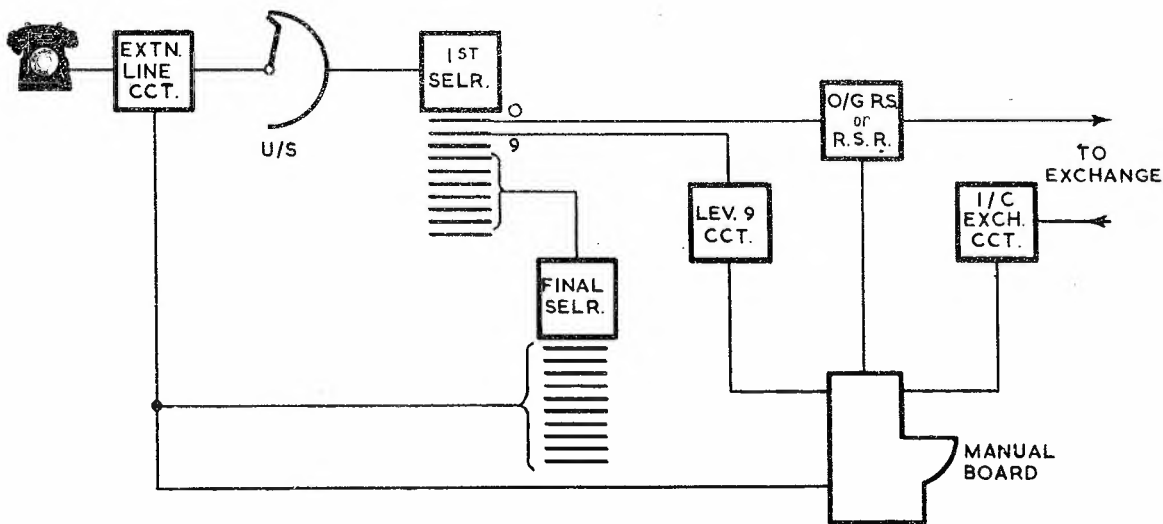 EXTN.
LINE
CCT.
U/S
1ST
SELR.
O
9
O/G R.S.
or
R.S.R.
TO
EXCHANGE
LEV. 9
CCT.
I/C
EXCH.
CCT.
FINAL
SELR.
MANUAL
BOARD